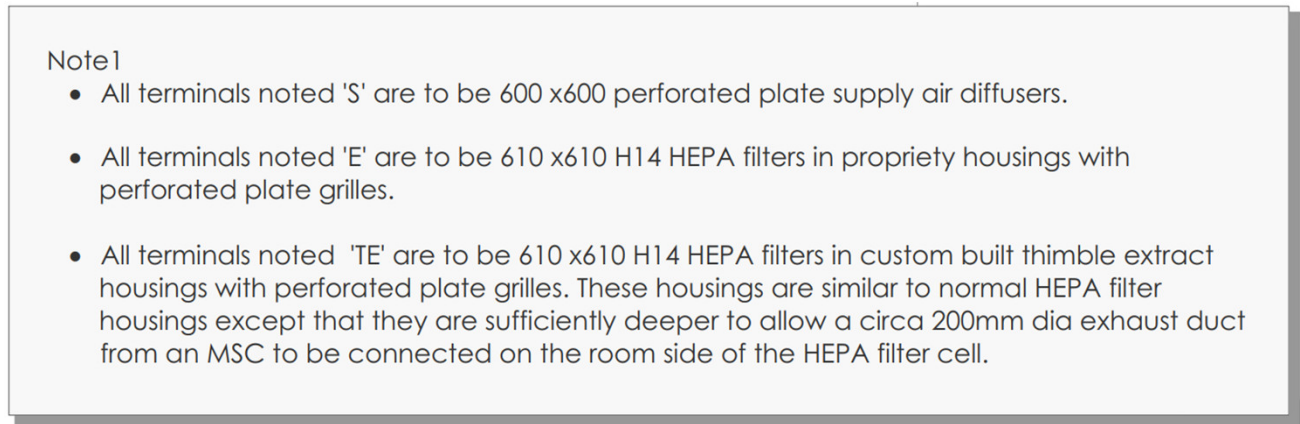 Note1
• All terminals noted 'S' are to be 600 x600 perforated plate supply air diffusers.
• All terminals noted 'E' are to be 610 x610 H14 HEPA filters in propriety housings with
perforated plate grilles.
• All terminals noted 'TE' are to be 610 x610 H14 HEPA filters in custom built thimble extract
housings with perforated plate grilles. These housings are similar to normal HEPA filter
housings except that they are sufficiently deeper to allow a circa 200mm dia exhaust duct
from an MSC to be connected on the room side of the HEPA filter cell.